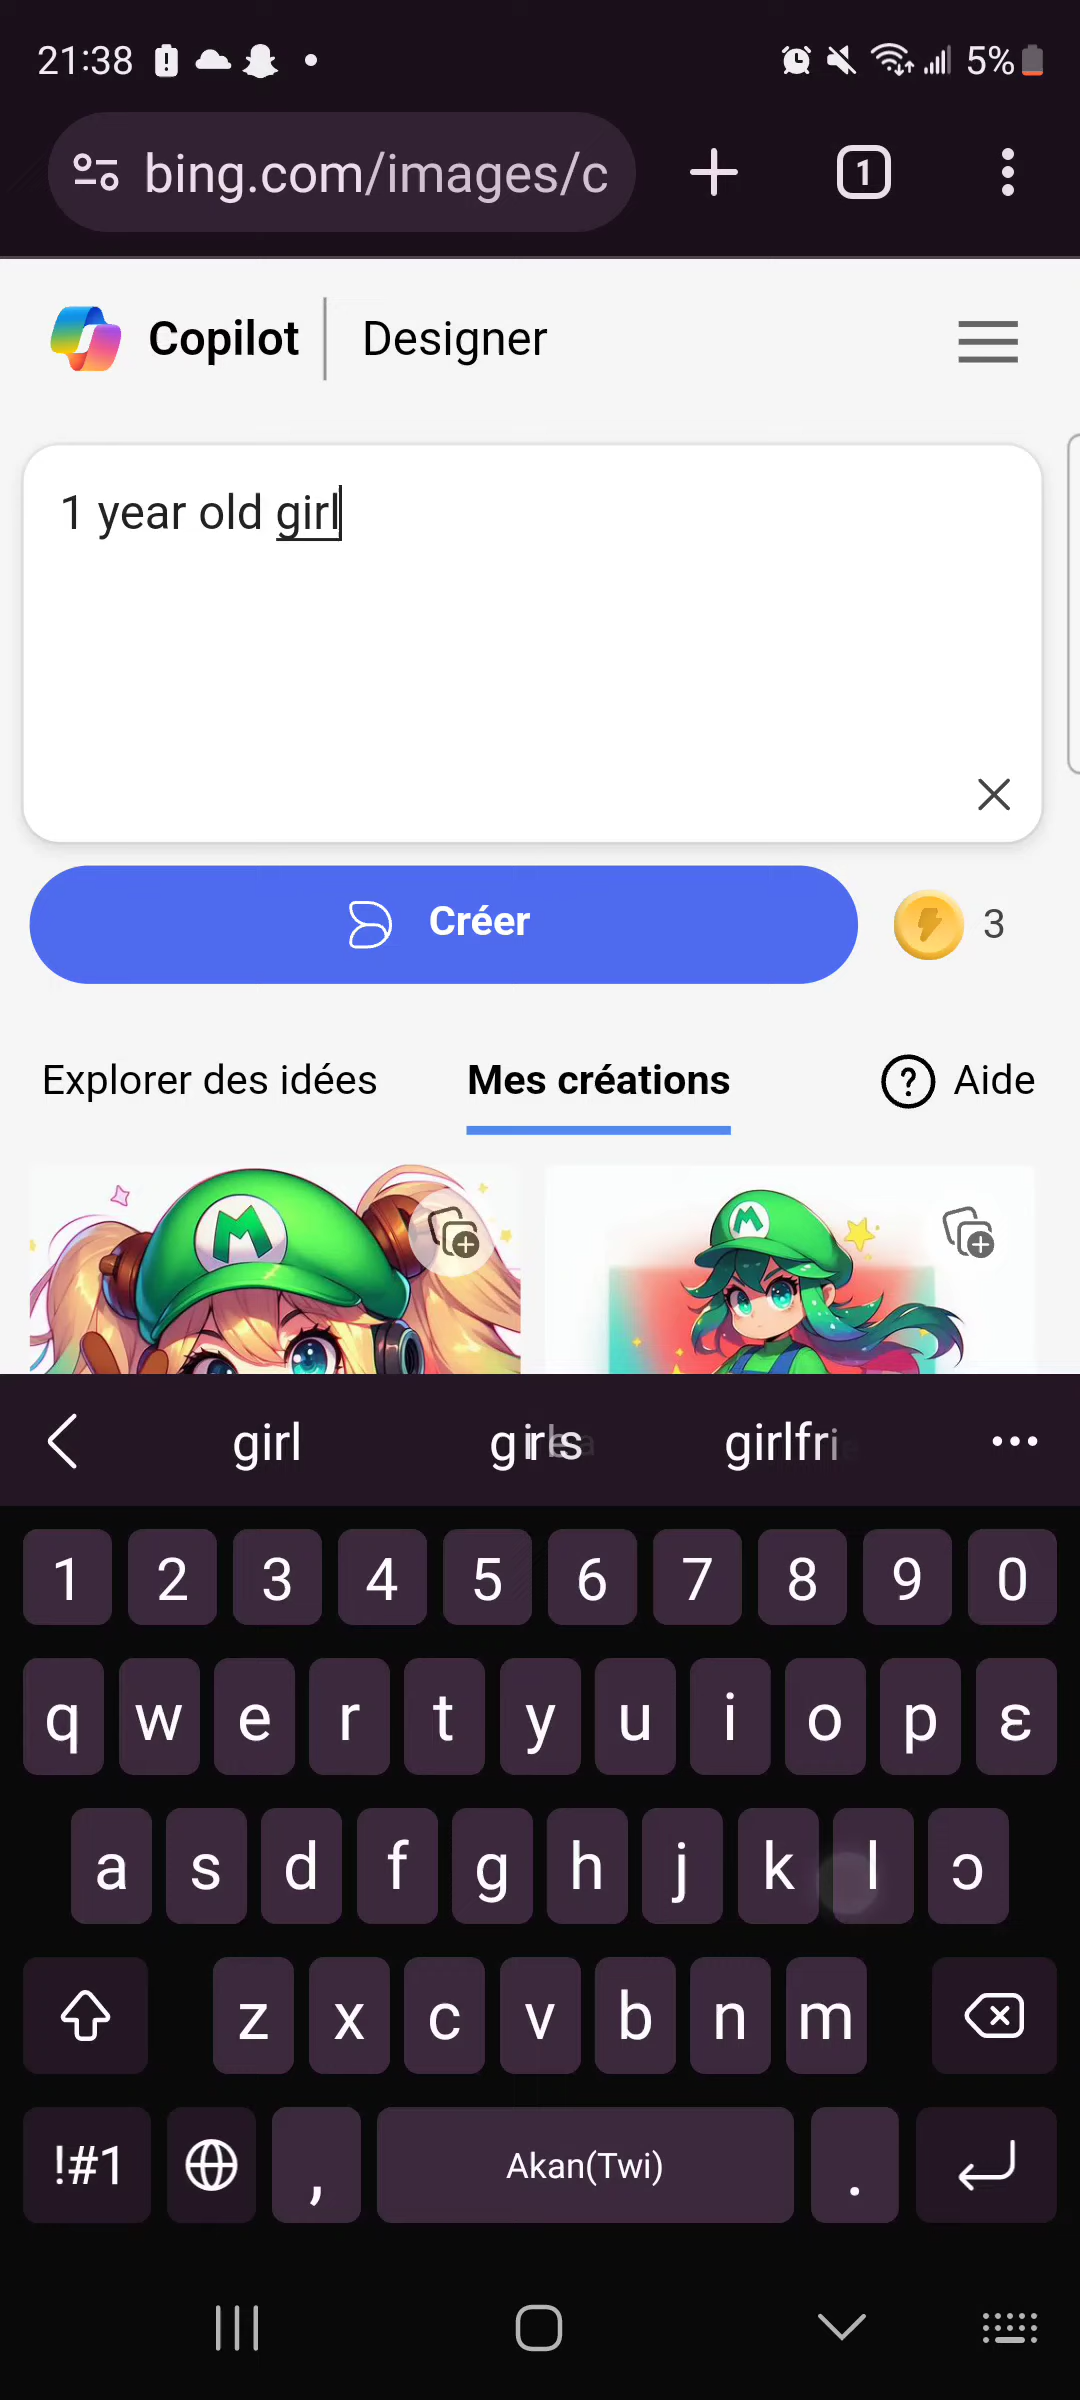 21:38
5%
bing.com/images/c
1
Copilot | Designer
1 year old girl
Créer
3
Explorer des idées
Mes créations
? Aide
M
M
girl
girlfri
1 2 3 4 5 6 7 8 9 0
q w e r t y u i o p ɛ
a s d f g h j k l ɔ
z x c v b n m
!#1 , Akan(Twi) .